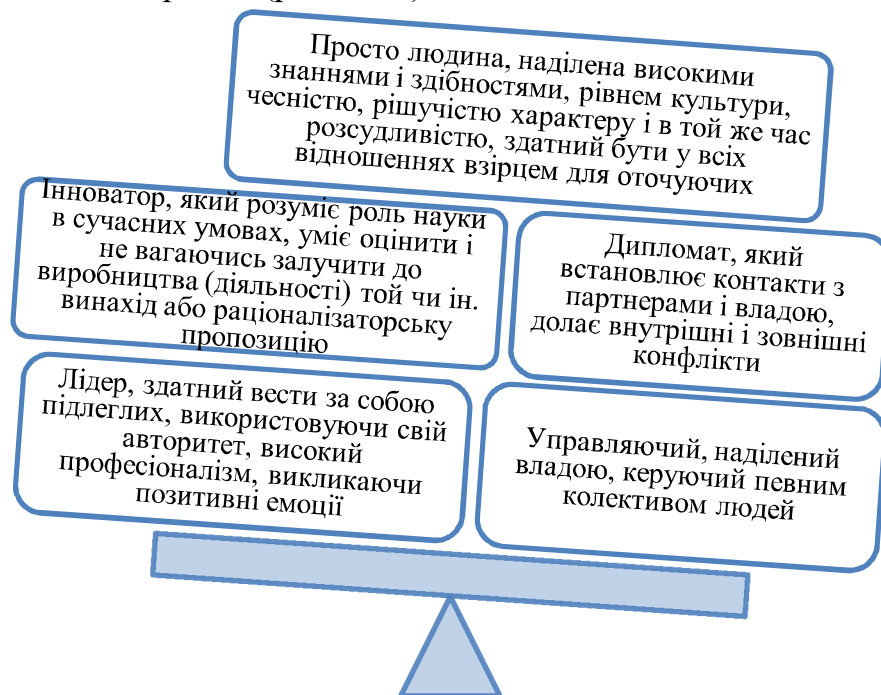 Просто людина, наділена високими
знаннями і здібностями, рівнем культури,
чесністю, рішучістю характеру і в той же час
розсудливістю, здатний бути у всіх
відношеннях взірцем для оточуючих
Інноватор, який розуміє роль науки
в сучасних умовах, уміє оцінити і
не вагаючись залучити до
виробництва (діяльності) той чи ін.
винахід або раціоналізаторську
пропозицію
Дипломат, який
встановлює контакти з
партнерами і владою,
долає внутрішні і зовнішні
конфлікти
Лідер, здатний вести за собою
підлеглих, використовуючи свій
авторитет, високий
професіоналізм, викликаючи
позитивні емоції
Управляючий, наділений
владою, керуючий певним
колективом людей